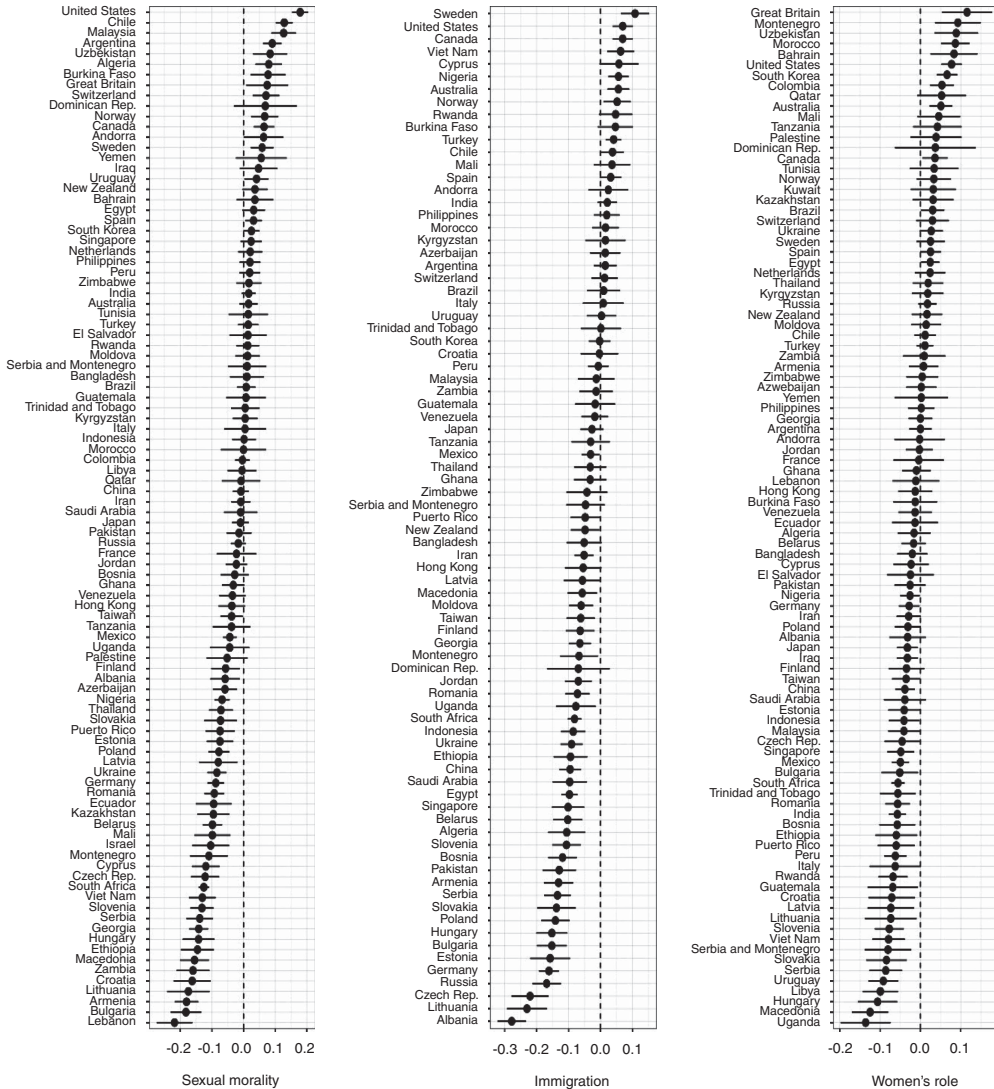 United States
Chile
Malaysia
Argentina
Uzbekistan
Algeria
Burkina Faso
Great Britain
Switzerland
Dominican Rep.
Norway
Canada
Andorra
Sweden
Yemen
Iraq
Uruguay
New Zealand
Bahrain
Egypt
Spain
South Korea
Singapore
Netherlands
Philippines
Peru
Zimbabwe
India
Australia
Tunisia
Turkey
El Salvador
Rwanda
Moldova
Serbia and Montenegro
Bangladesh
Brazil
Guatemala
Trinidad and Tobago
Kyrgyzstan
Italy
Indonesia
Morocco
Colombia
Libya
Qatar
China
Iran
Saudi Arabia
Japan
Pakistan
Russia
France
Jordan
Bosnia
Ghana
Venezuela
Hong Kong
Taiwan
Tanzania
Mexico
Uganda
Palestine
Finland
Albania
Azerbaijan
Nigeria
Thailand
Slovakia
Puerto Rico
Estonia
Poland
Latvia
Ukraine
Germany
Romania
Ecuador
Kazakhstan
Belarus
Mali
Israel
Montenegro
Cyprus
Czech Rep.
South Africa
Viet Nam
Slovenia
Serbia
Georgia
Hungary
Ethiopia
Macedonia
Zambia
Croatia
Lithuania
Armenia
Bulgaria
Lebanon
-0.2 -0.1 0.0 0.1 0.2
Sexual morality
Sweden
United States
Canada
Viet Nam
Cyprus
Nigeria
Australia
Norway
Rwanda
Burkina Faso
Turkey
Chile
Mali
Spain
Andorra
India
Philippines
Morocco
Kyrgyzstan
Azerbaijan
Argentina
Switzerland
Brazil
Italy
Uruguay
Trinidad and Tobago
South Korea
Croatia
Peru
Malaysia
Zambia
Guatemala
Venezuela
Japan
Tanzania
Mexico
Thailand
Ghana
Zimbabwe
Serbia and Montenegro
Puerto Rico
New Zealand
Bangladesh
Iran
Hong Kong
Latvia
Macedonia
Moldova
Taiwan
Finland
Georgia
Montenegro
Dominican Rep.
Jordan
Romania
Uganda
South Africa
Indonesia
Ukraine
Ethiopia
China
Saudi Arabia
Egypt
Singapore
Belarus
Algeria
Slovenia
Bosnia
Pakistan
Armenia
Serbia
Slovakia
Poland
Hungary
Bulgaria
Estonia
Germany
Russia
Czech Rep.
Lithuania
Albania
-0.3 -0.2 -0.1 0.0 0.1
Immigration
Great Britain
Montenegro
Uzbekistan
Morocco
Bahrain
United States
South Korea
Colombia
Qatar
Australia
Mali
Tanzania
Palestine
Dominican Rep.
Canada
Tunisia
Norway
Kuwait
Kazakhstan
Brazil
Switzerland
Ukraine
Sweden
Spain
Egypt
Netherlands
Thailand
Kyrgyzstan
Russia
New Zealand
Moldova
Chile
Turkey
Zambia
Armenia
Zimbabwe
Azwebaijan
Yemen
Philippines
Georgia
Argentina
Andorra
Jordan
France
Ghana
Lebanon
Hong Kong
Burkina Faso
Venezuela
Ecuador
Algeria
Belarus
Bangladesh
Cyprus
El Salvador
Pakistan
Nigeria
Germany
Iran
Poland
Albania
Japan
Iraq
Finland
Taiwan
China
Saudi Arabia
Estonia
Indonesia
Malaysia
Czech Rep.
Singapore
Mexico
Bulgaria
South Africa
Trinidad and Tobago
Romania
India
Bosnia
Ethiopia
Puerto Rico
Peru
Italy
Rwanda
Guatemala
Croatia
Latvia
Lithuania
Slovenia
Viet Nam
Serbia and Montenegro
Slovakia
Serbia
Uruguay
Libya
Hungary
Macedonia
Uganda
-0.2 -0.1 0.0 0.1
Women's role